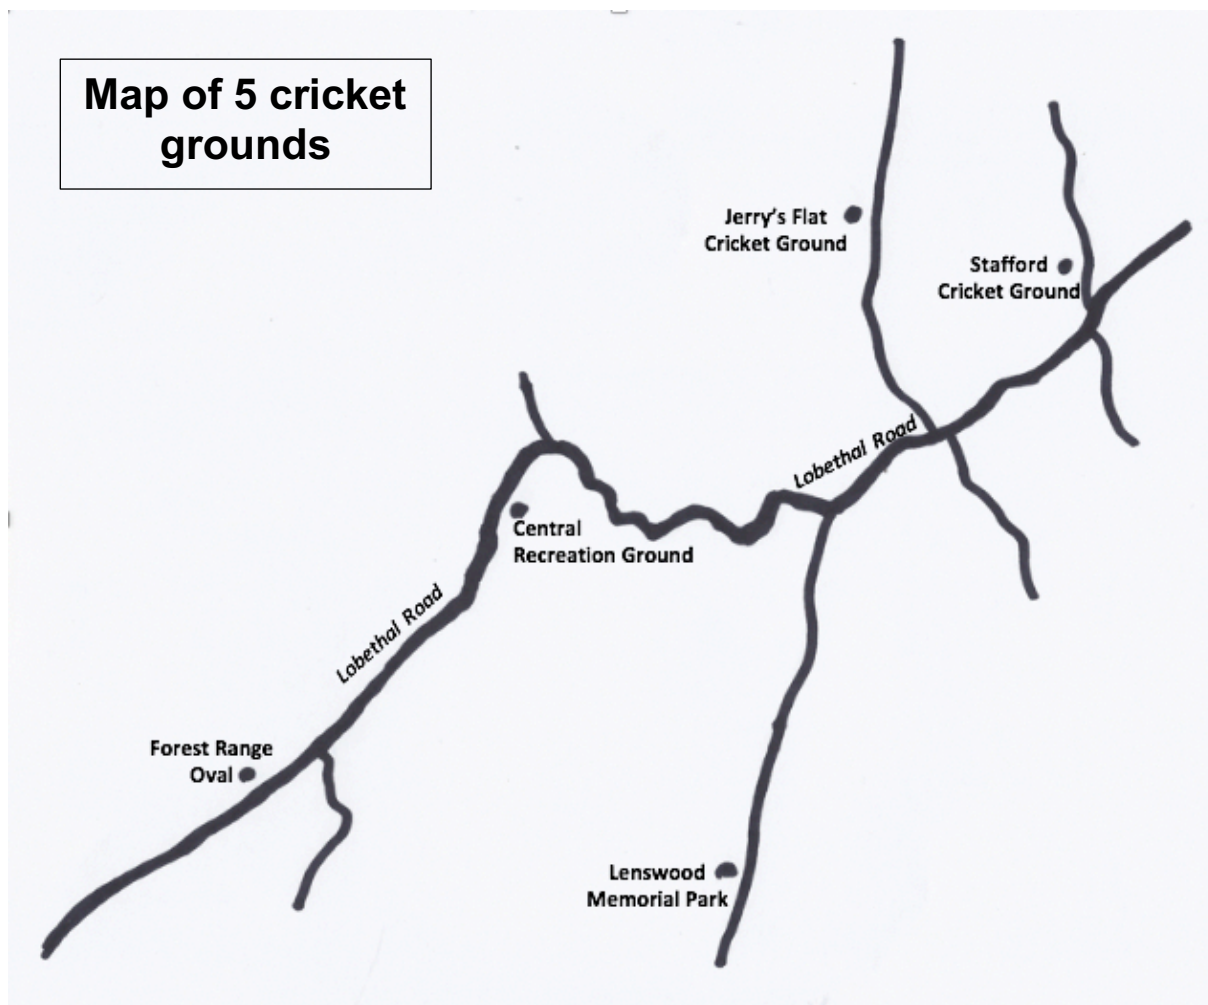 Map of 5 cricket
grounds
Jerry's Flat
Cricket Ground
Stafford
Cricket Ground
Lobethal Road
Central
Recreation Ground
Lobethal Road
Forest Range
Oval
Lenswood
Memorial Park